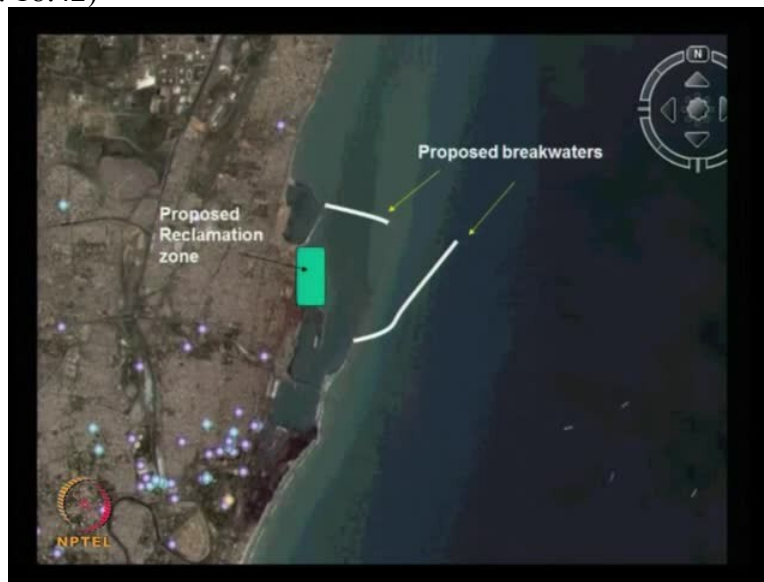 N
Proposed breakwaters
Proposed
Reclamation
zone
NPTEL